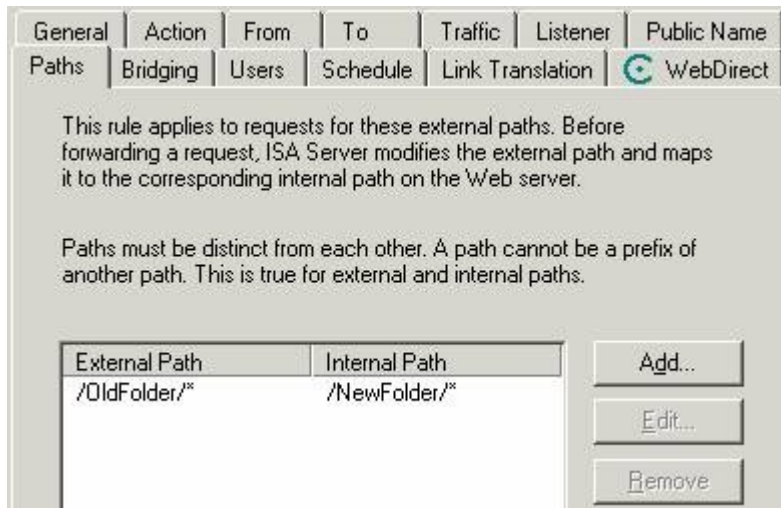 General Action From To Traffic Listener Public Name
Paths Bridging Users Schedule Link Translation WebDirect
This rule applies to requests for these external paths. Before
forwarding a request, ISA Server modifies the external path and maps
it to the corresponding internal path on the Web server.
Paths must be distinct from each other. A path cannot be a prefix of
another path. This is true for external and internal paths.
External Path Internal Path Add...
/OldFolder/* /NewFolder/*
Edit...
Remove